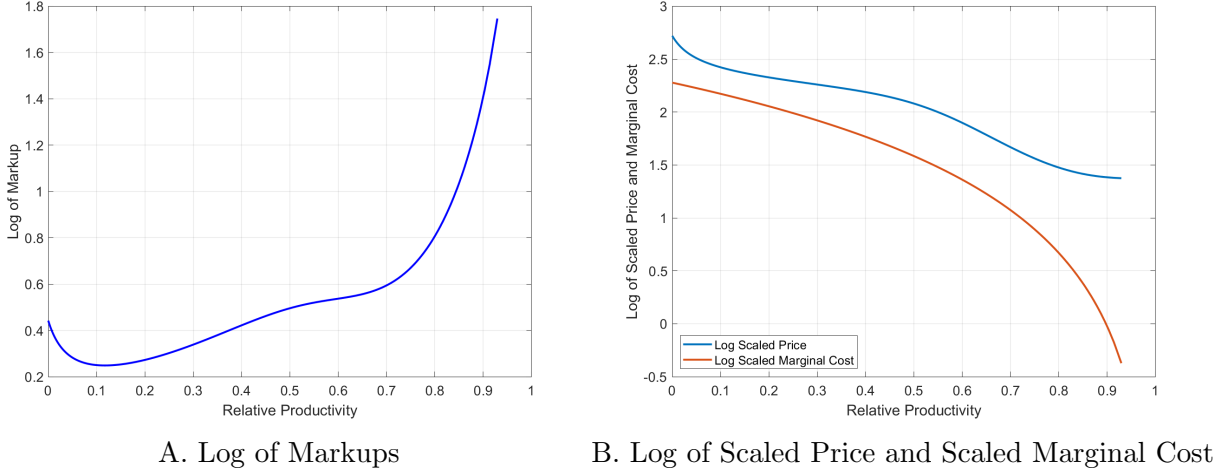 1.8
1.6
1.4
1.2
1
0.8
0.6
0.4
0.2
Log of Markup
0 0.1 0.2 0.3 0.4 0.5 0.6 0.7 0.8 0.9 1
Relative Productivity
A. Log of Markups
3
2.5
2
1.5
1
0.5
0
-0.5
Log of Scaled Price and Marginal Cost
Log Scaled Price
Log Scaled Marginal Cost
0 0.1 0.2 0.3 0.4 0.5 0.6 0.7 0.8 0.9 1
Relative Productivity
B. Log of Scaled Price and Scaled Marginal Cost